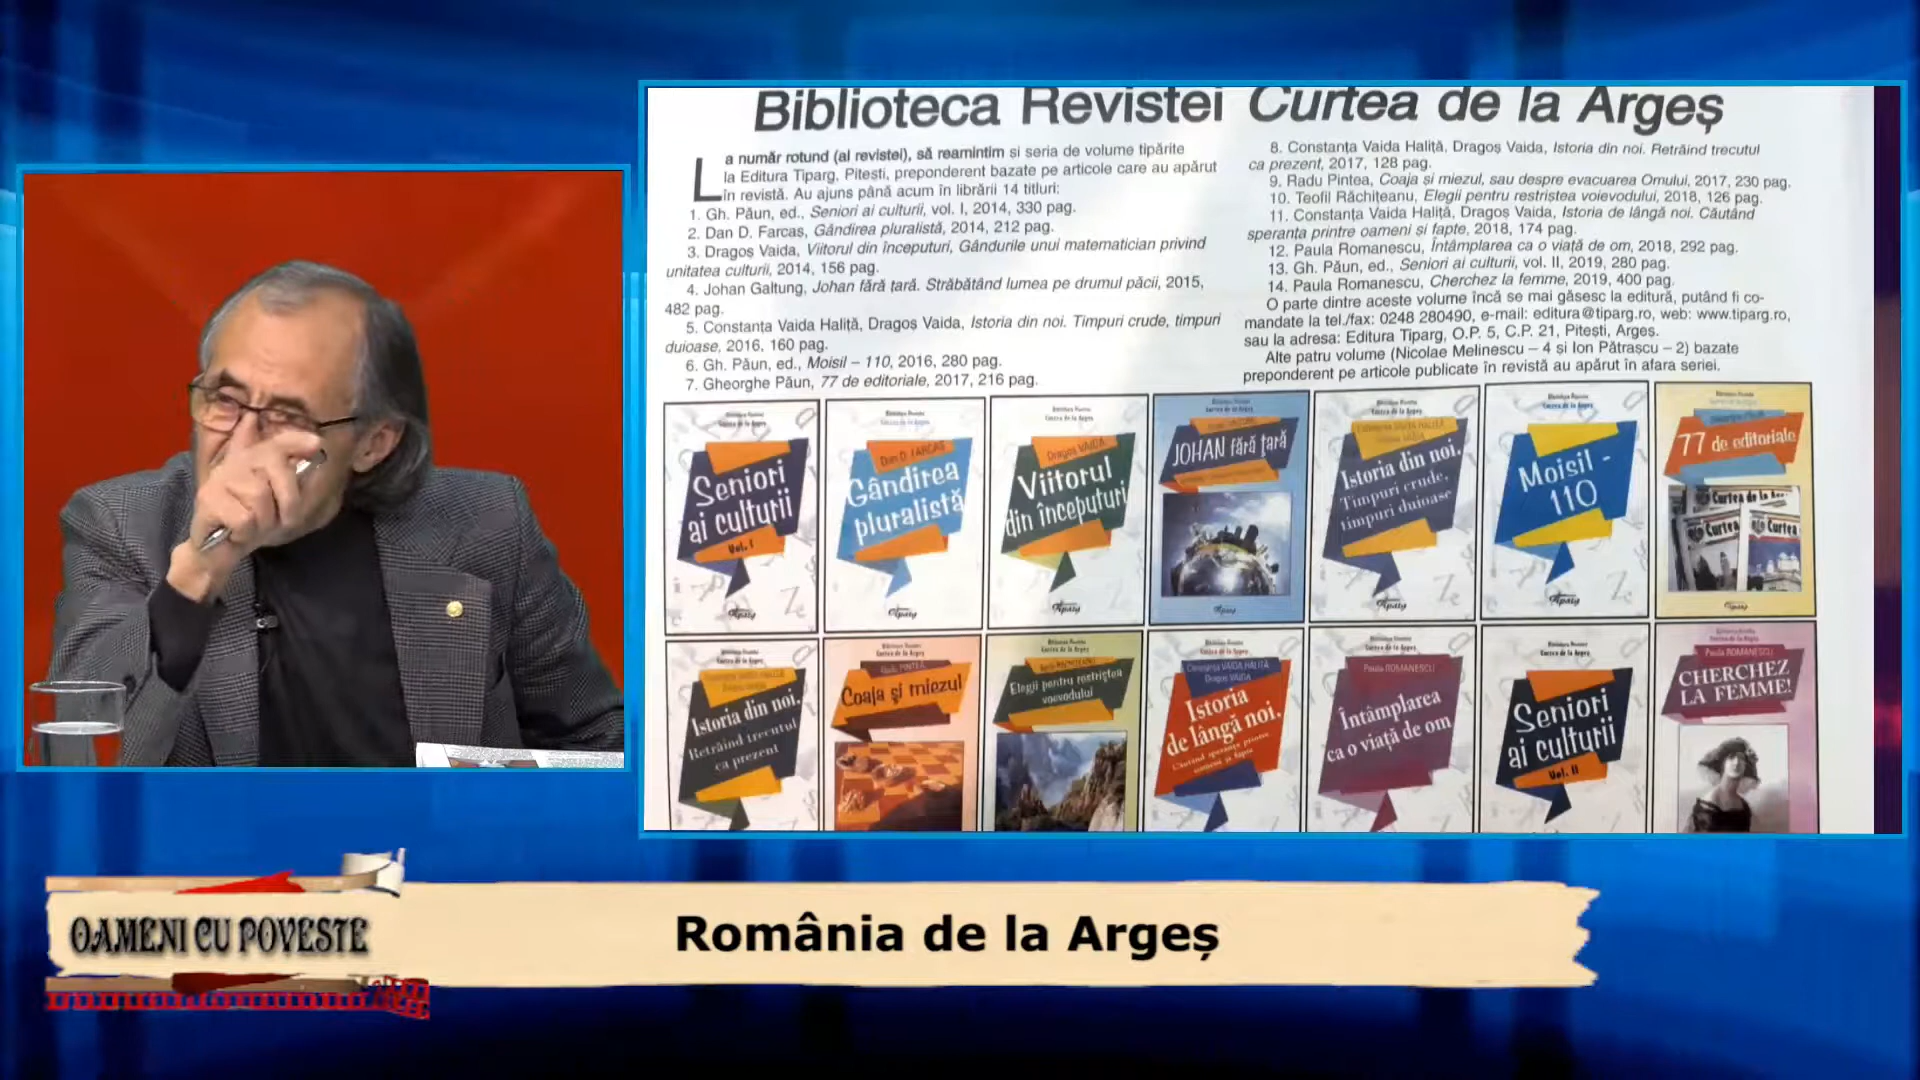 Biblioteca Revistei Curtea de la Argeș
La număr rotund (al revistei), să reamintim și seria de volume tipărite
la Editura Tiparg, Pitești, preponderent bazate pe articole care au apărut
în revistă. Au ajuns până acum în librării 14 titluri:
1. Gh. Păun, ed., Seniori ai culturii, vol. I, 2014, 330 pag.
2. Dan D. Farcaș, Gândirea pluralistă, 2014, 212 pag.
3. Dragoș Vaida, Viitorul din începuturi, Gândurile unui matematician privind
unitatea culturii, 2014, 156 pag.
4. Johan Galtung, Johan fără țară. Străbătând lumea pe drumul păcii, 2015,
482 pag.
5. Constanța Vaida Haliță, Dragoș Vaida, Istoria din noi. Timpuri crude, timpuri
duioase, 2016, 160 pag.
6. Gh. Păun, ed., Moisil – 110, 2016, 280 pag.
7. Gheorghe Păun, 77 de editoriale, 2017, 216 pag.
8. Constanța Vaida Haliță, Dragoș Vaida, Istoria din noi. Retrăind trecutul
ca prezent, 2017, 128 pag.
9. Radu Pintea, Coaja și miezul, sau despre evacuarea Omului, 2017, 230 pag.
10. Teofil Răchițeanu, Elegii pentru restriștea voievodului, 2018, 126 pag.
11. Constanța Vaida Haliță, Dragoș Vaida, Istoria de lângă noi. Căutând
speranța printre oameni și fapte, 2018, 174 pag.
12. Paula Romanescu, Întâmplarea ca o viață de om, 2018, 292 pag.
13. Gh. Păun, ed., Seniori ai culturii, vol. II, 2019, 280 pag.
14. Paula Romanescu, Cherchez la femme, 2019, 400 pag.
O parte dintre aceste volume încă se mai găsesc la editură, putând fi co-
mandate la tel./fax: 0248 280490, e-mail: editura@tiparg.ro, web: www.tiparg.ro,
sau la adresa: Editura Tiparg, O.P. 5, C.P. 21, Pitești, Argeș.
Alte patru volume (Nicolae Melinescu – 4 și Ion Pătrașcu – 2) bazate
preponderent pe articole publicate în revistă au apărut în afara seriei.
Seniori
ai culturii
Vol. I
Dan D. FARCAȘ
Gândirea
pluralistă
Dragoș VAIDA
Viitorul
din începuturi
JOHAN fără țară
Istoria din noi.
Timpuri crude,
timpuri duioase
Moisil -
110
77 de editoriale
Istoria din noi.
Retrăind trecutul
ca prezent
Coaja și miezul
Elegii pentru restriștea
voievodului
Constanța VAIDA HALIȚĂ
Dragoș VAIDA
Istoria
de lângă noi.
Căutând speranța printre
oameni și fapte
Paula ROMANESCU
Întâmplarea
ca o viață de om
Seniori
ai culturii
Vol. II
Paula ROMANESCU
CHERCHEZ
LA FEMME!
OAMENI CU POVESTE
România de la Argeș